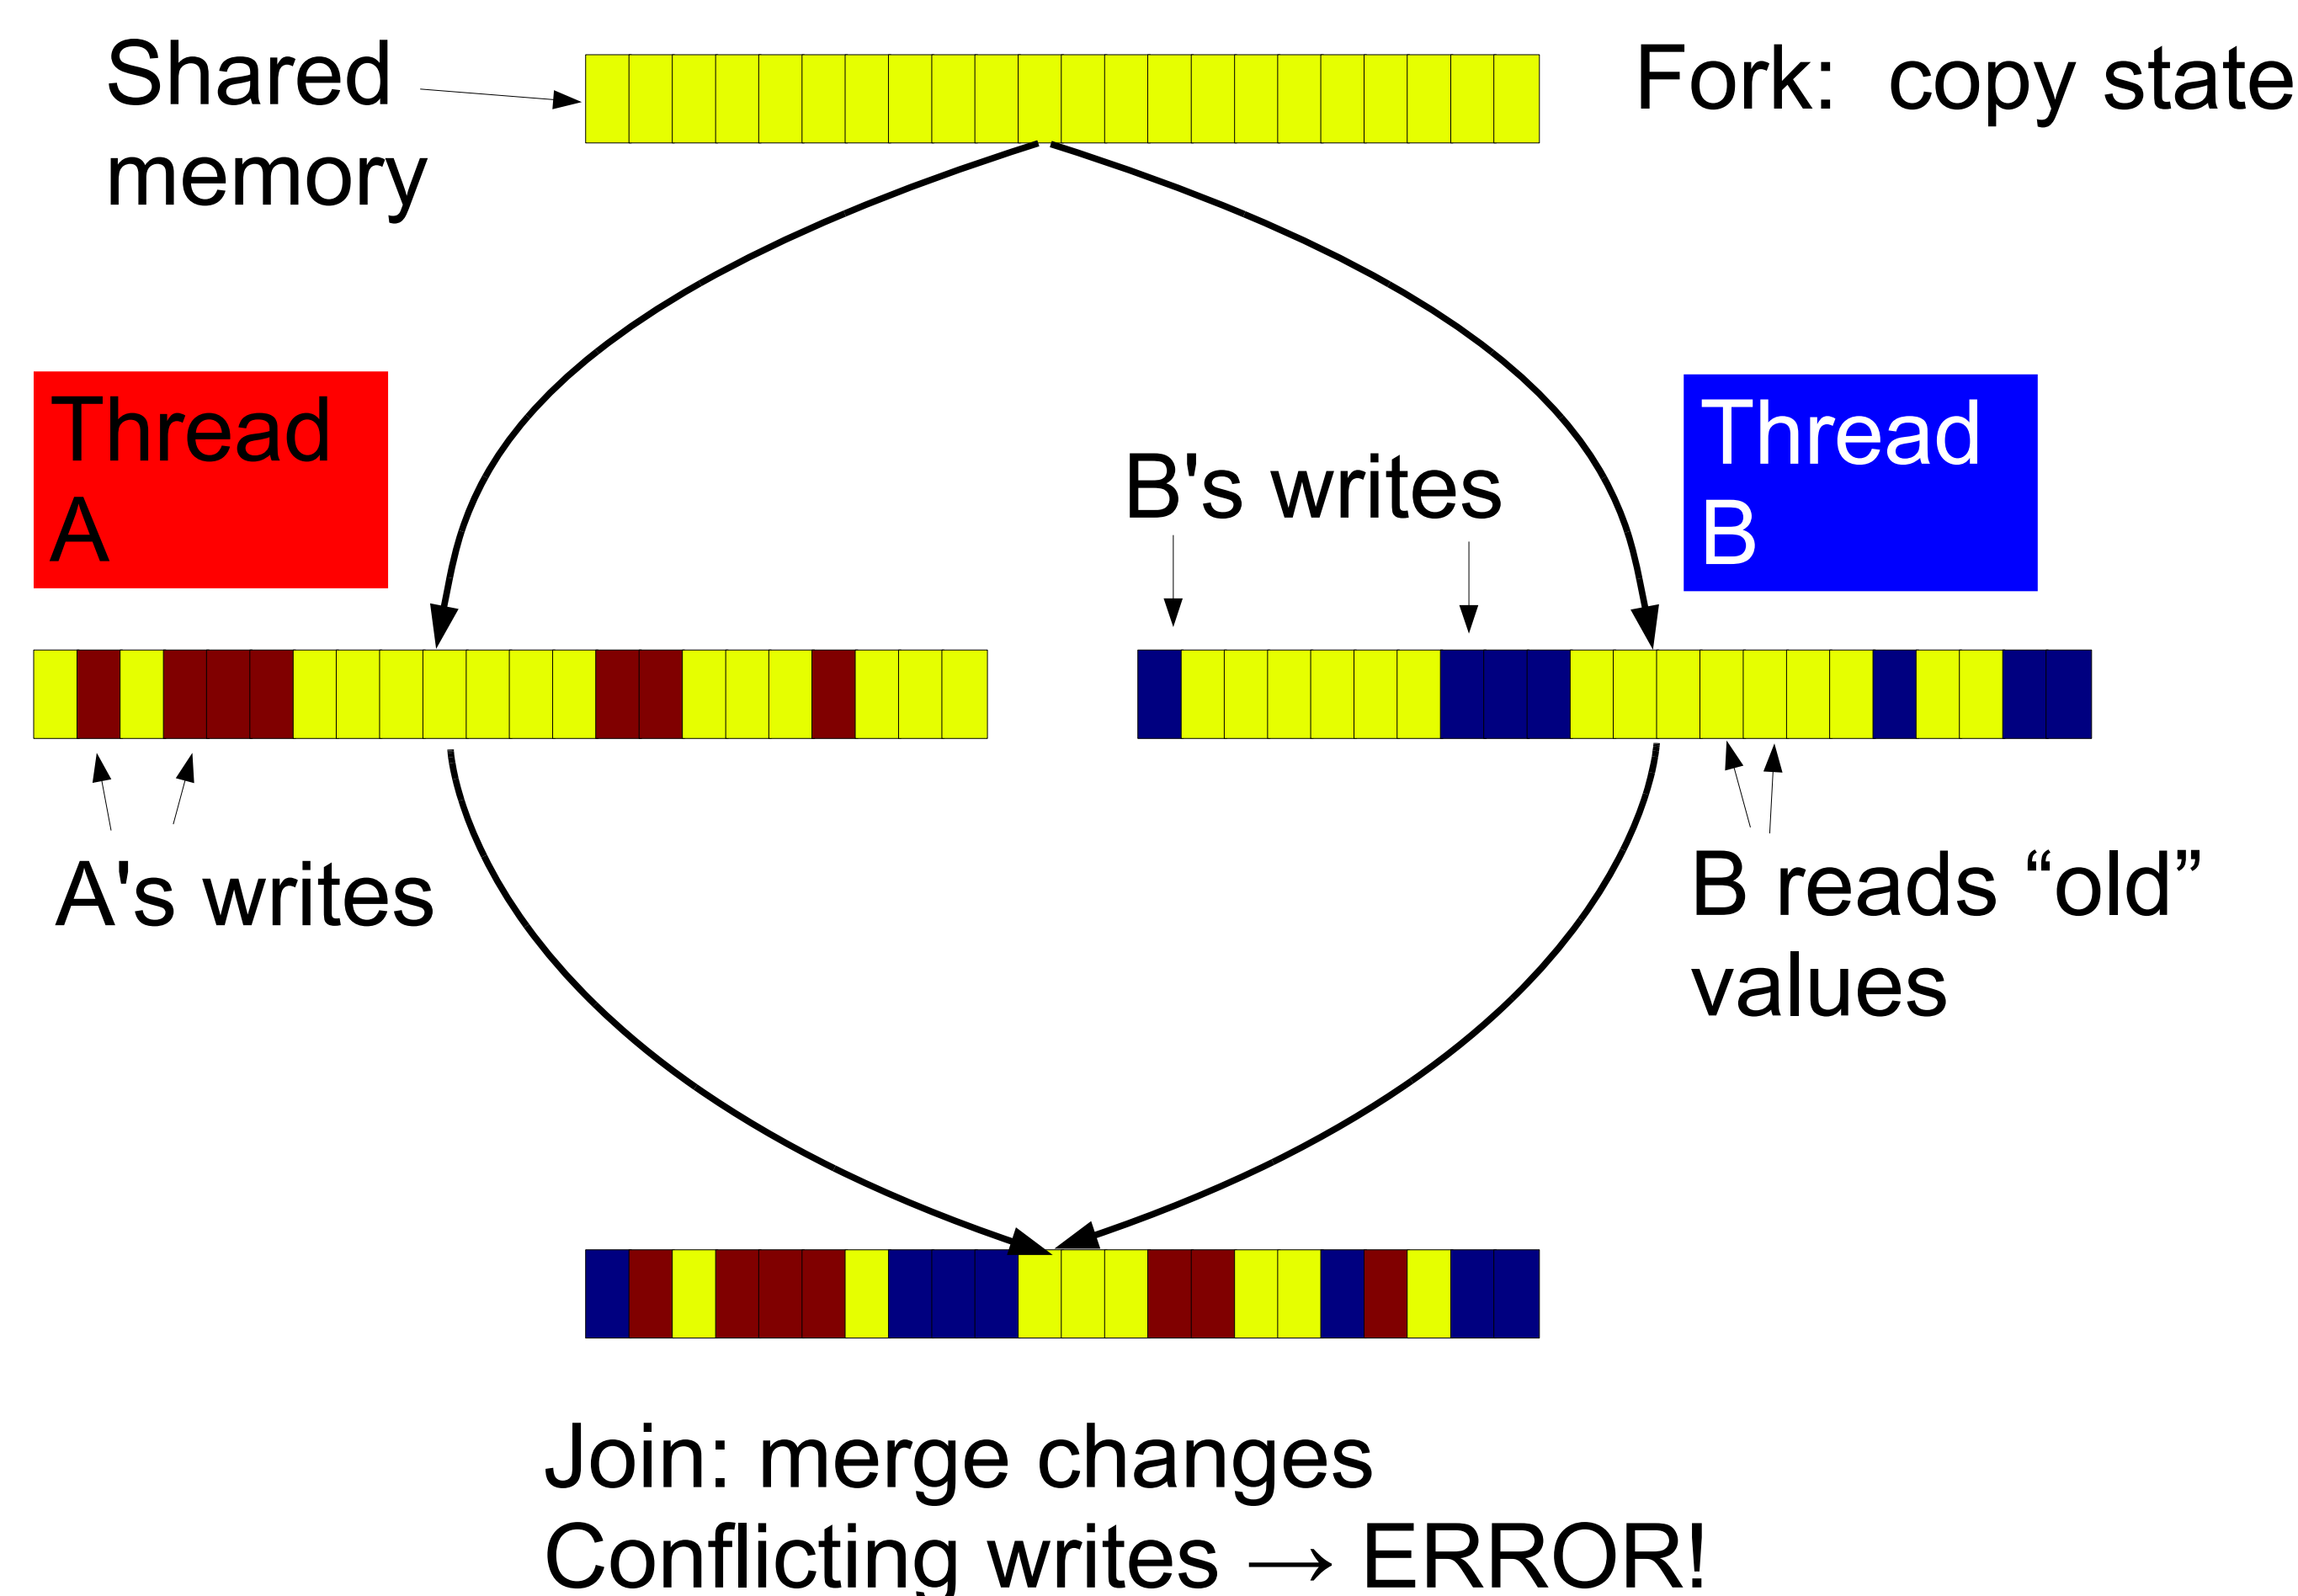 Shared
memory
Fork: copy state
Thread
A
B's writes
Thread
B
A's writes
B reads “old”
values
Join: merge changes
Conflicting writes → ERROR!